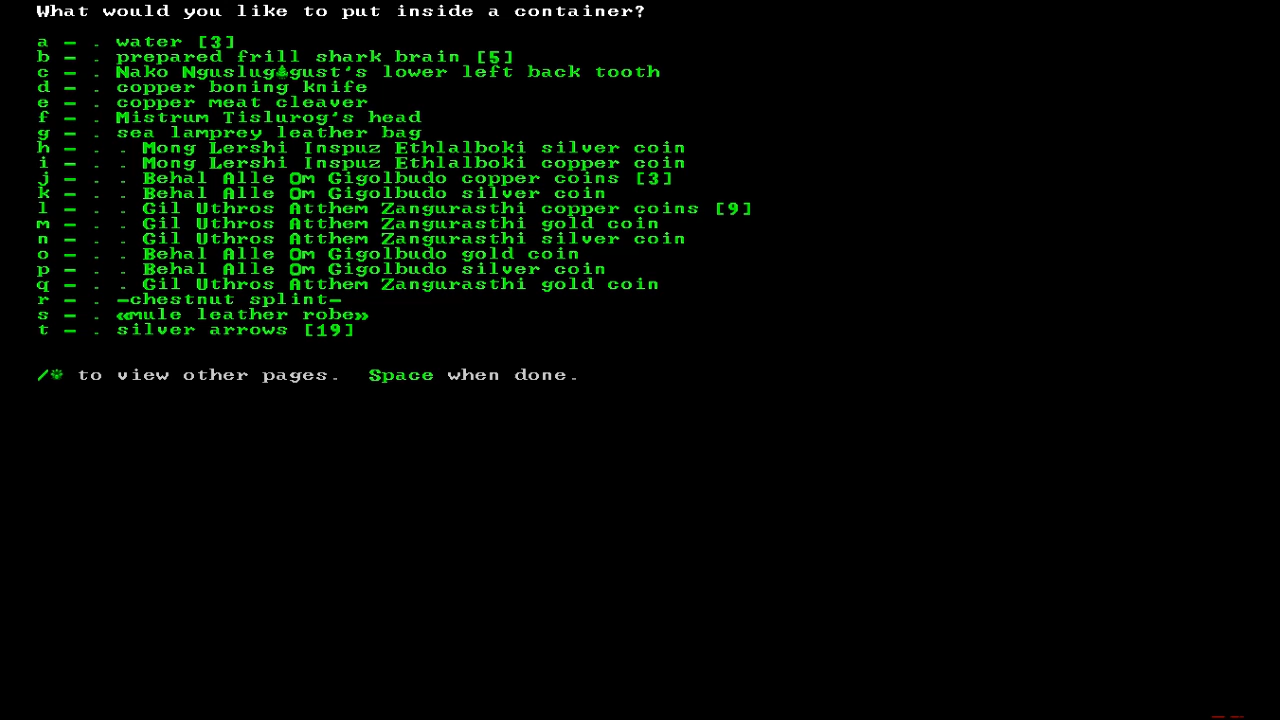 What would you like to put inside a container?
a - . water [3]
b - . prepared frill shark brain [5]
c - . Nako Nguslug♣gust's lower left back tooth
d - . copper boning knife
e - . copper meat cleaver
f - . Mistrum Tislurog's head
g - . sea lamprey leather bag
h - . . Mong Lershi Inspuz Ethlalboki silver coin
i - . . Mong Lershi Inspuz Ethlalboki copper coin
j - . . Behal Alle Om Gigolbudo copper coins [3]
k - . . Behal Alle Om Gigolbudo silver coin
l - . . Gil Uthros Atthem Zangurasthi copper coins [9]
m - . . Gil Uthros Atthem Zangurasthi gold coin
n - . . Gil Uthros Atthem Zangurasthi silver coin
o - . . Behal Alle Om Gigolbudo gold coin
p - . . Behal Alle Om Gigolbudo silver coin
q - . . Gil Uthros Atthem Zangurasthi gold coin
r - . -chestnut splint-
s - . «mule leather robe»
t - . silver arrows [19]
/* to view other pages. Space when done.